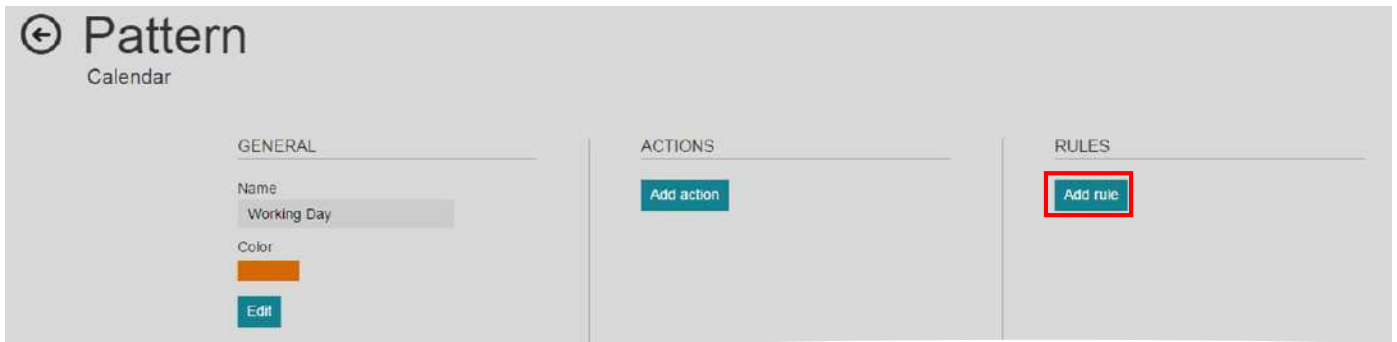 Pattern
Calendar
GENERAL
Name
Working Day
Color
Edit
ACTIONS
Add action
RULES
Add rule